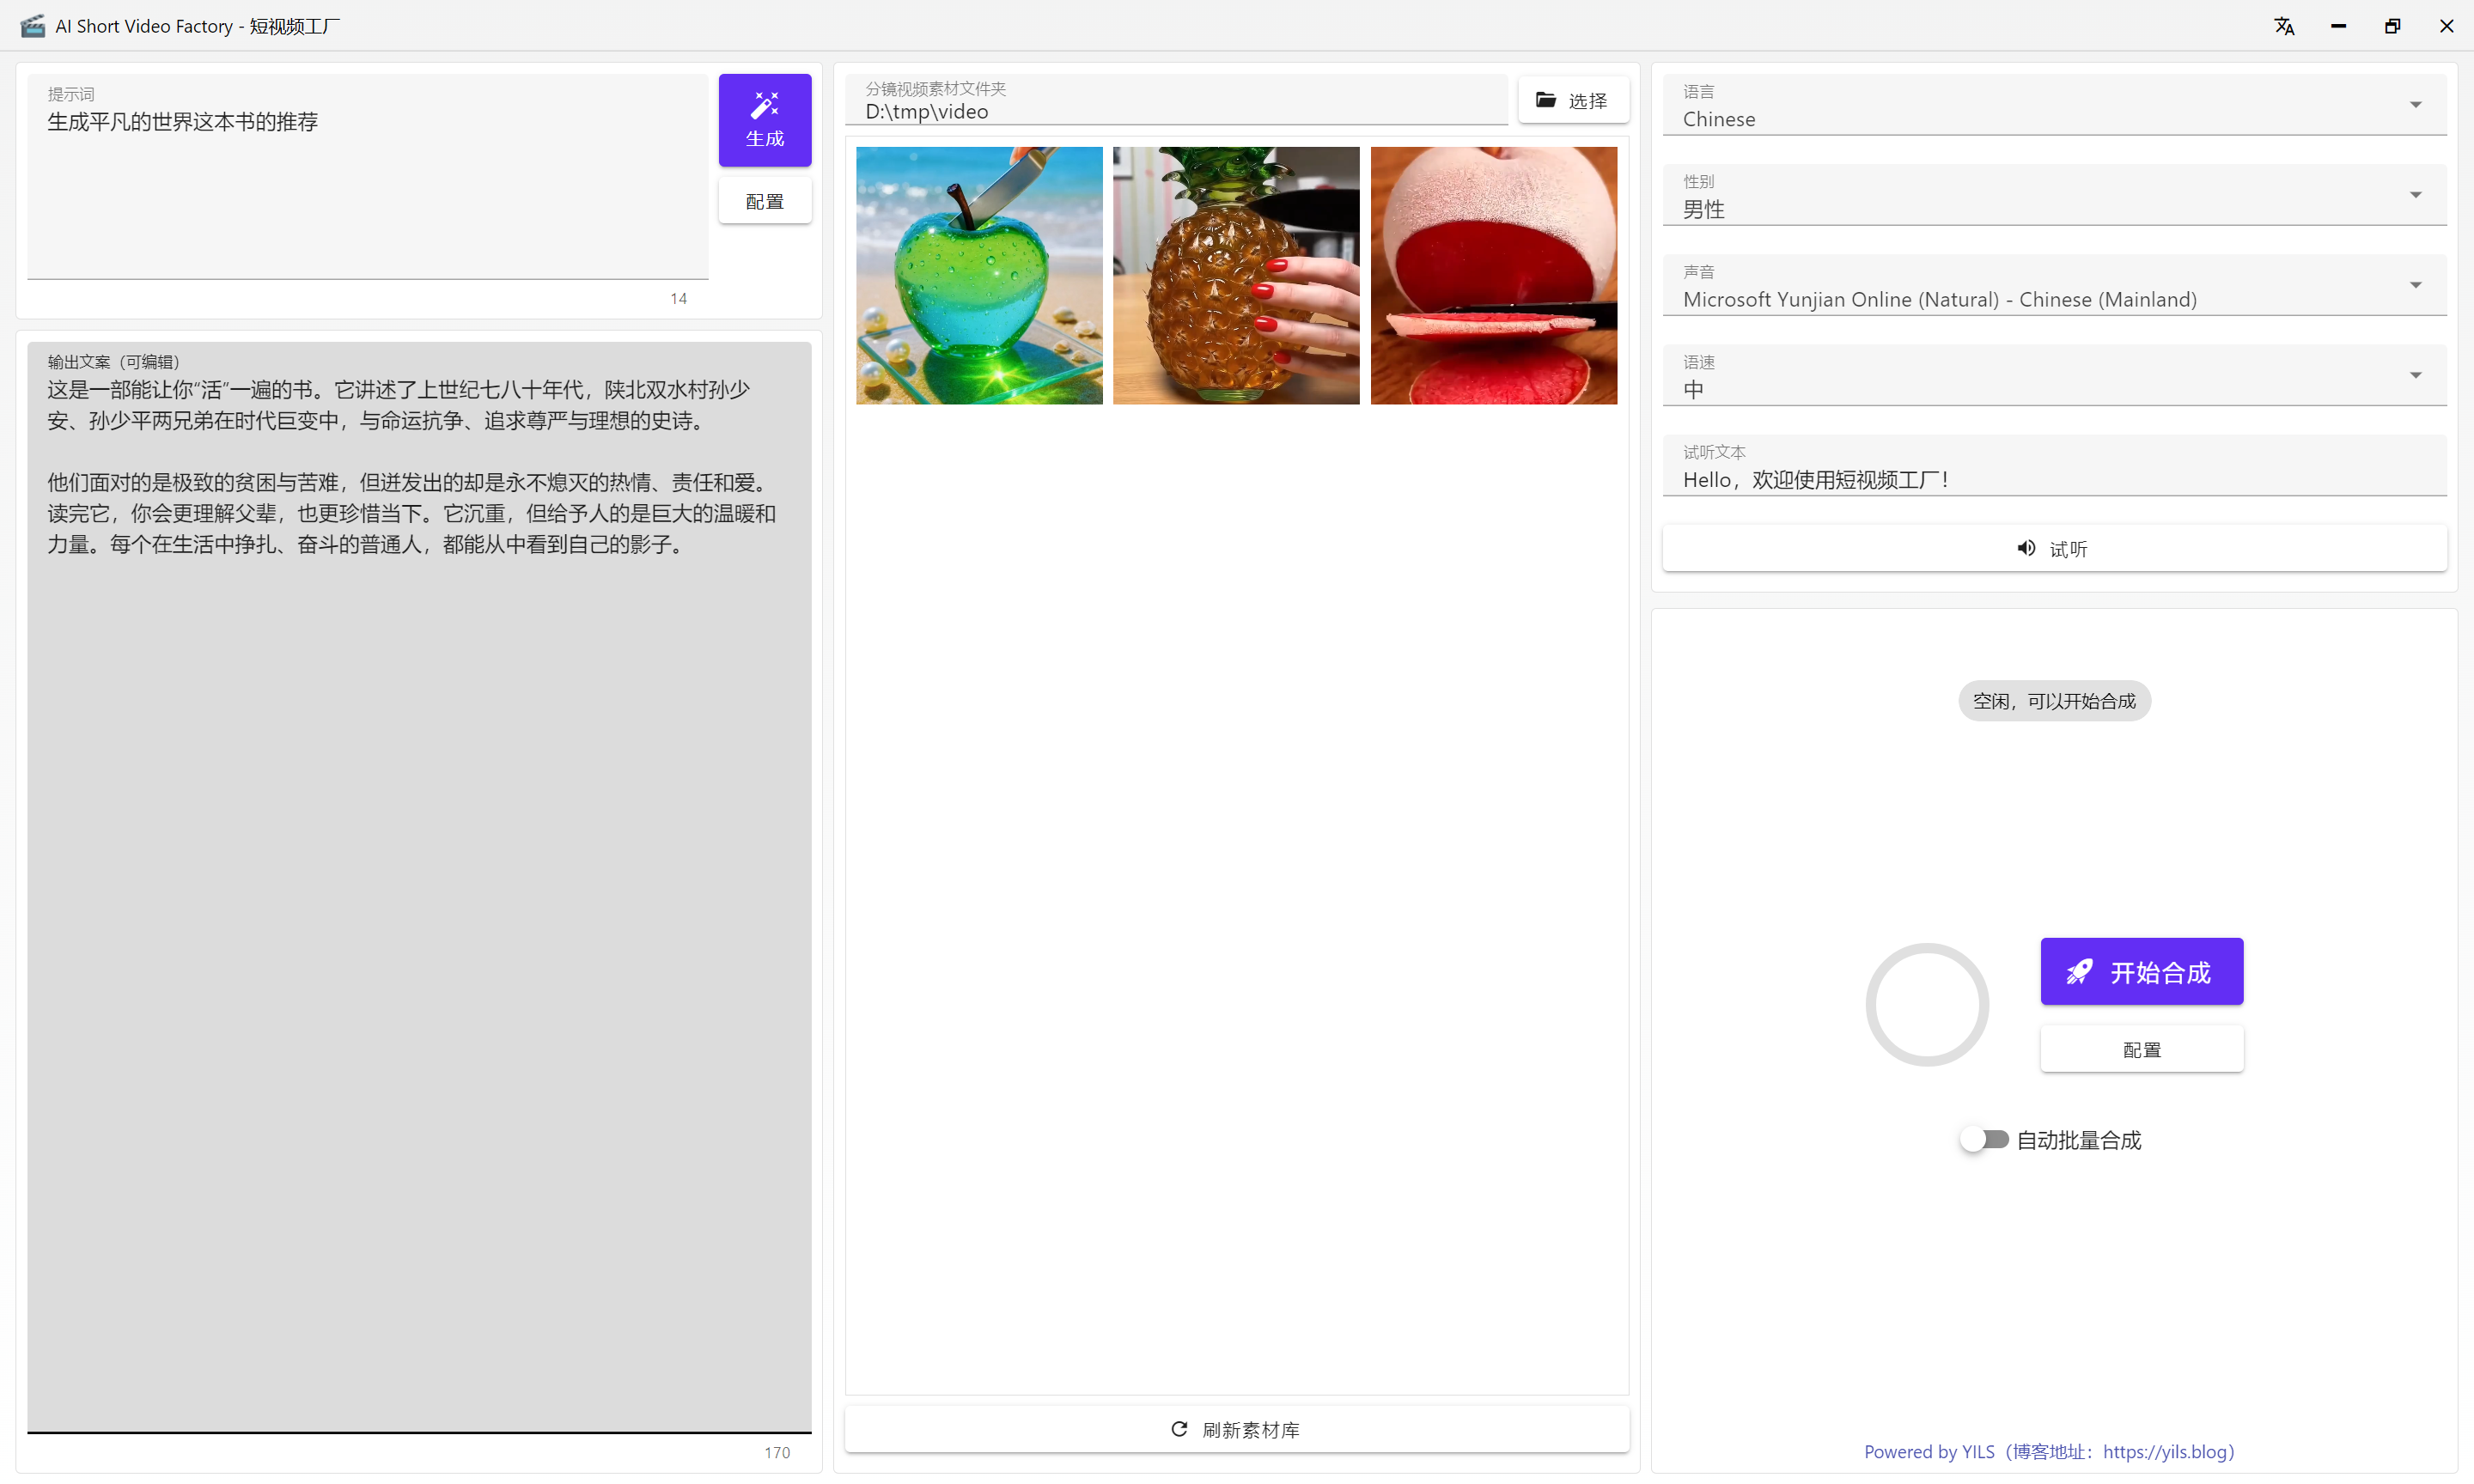 AI Short Video Factory - 短视频工厂
提示词
生成平凡的世界这本书的推荐
14
生成
配置
输出文案（可编辑）
这是一部能让你“活”一遍的书。它讲述了上世纪七八十年代，陕北双水村孙少
安、孙少平两兄弟在时代巨变中，与命运抗争、追求尊严与理想的史诗。
他们面对的是极致的贫困与苦难，但迸发出的却是永不熄灭的热情、责任和爱。
读完它，你会更理解父辈，也更珍惜当下。它沉重，但给予人的是巨大的温暖和
力量。每个在生活中挣扎、奋斗的普通人，都能从中看到自己的影子。
170
分镜视频素材文件夹
D:\tmp\video
选择
刷新素材库
语言
Chinese
性别
男性
声音
Microsoft Yunjian Online (Natural) - Chinese (Mainland)
语速
中
试听文本
Hello，欢迎使用短视频工厂！
试听
空闲，可以开始合成
开始合成
配置
自动批量合成
Powered by YILS（博客地址：https://yils.blog）